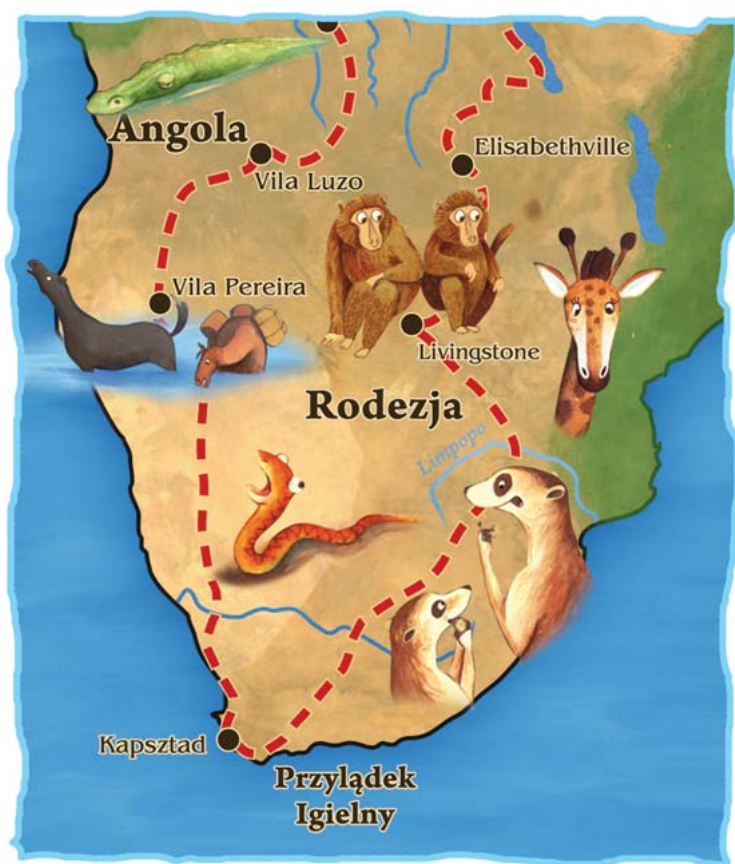 Angola
Vila Luzo
Elisabethville
Vila Pereira
Livingstone
Rodezja
Limpopo
Kapsztad
Przylądek
Igielny